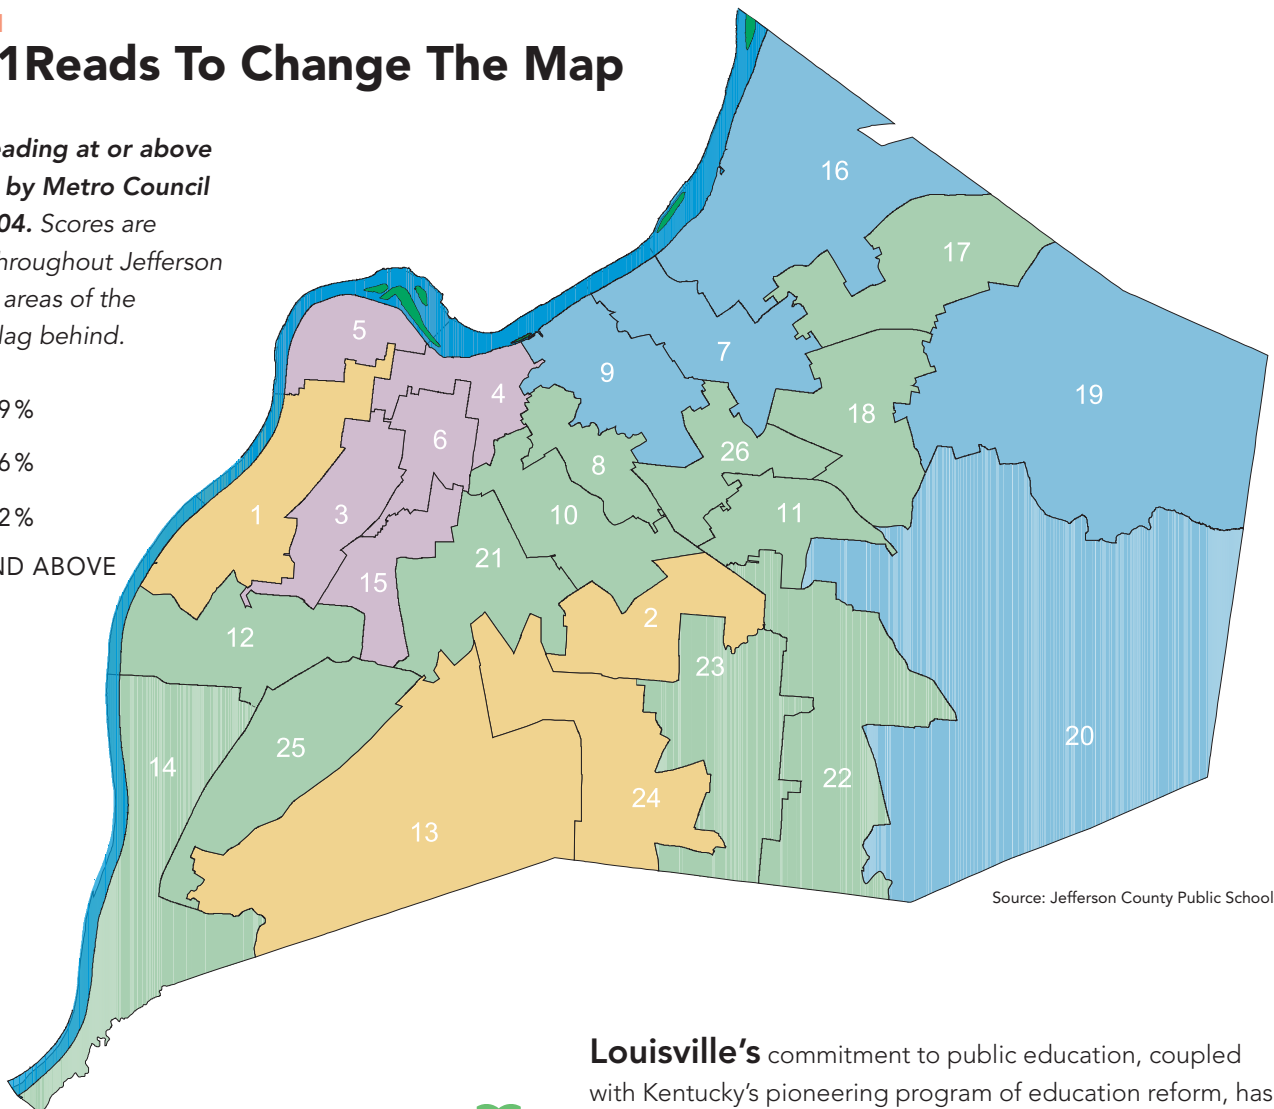 1Reads To Change The Map
eading at or above
by Metro Council
04. Scores are
hroughout Jefferson
areas of the
lag behind.
9%
6%
2%
ND ABOVE
16
17
5
7
9
19
4
18
6
26
8
1
3
10
11
21
15
2
12
23
20
25
14
22
24
13
Source: Jefferson County Public School
Louisville's commitment to public education, coupled
with Kentucky's pioneering program of education reform, has